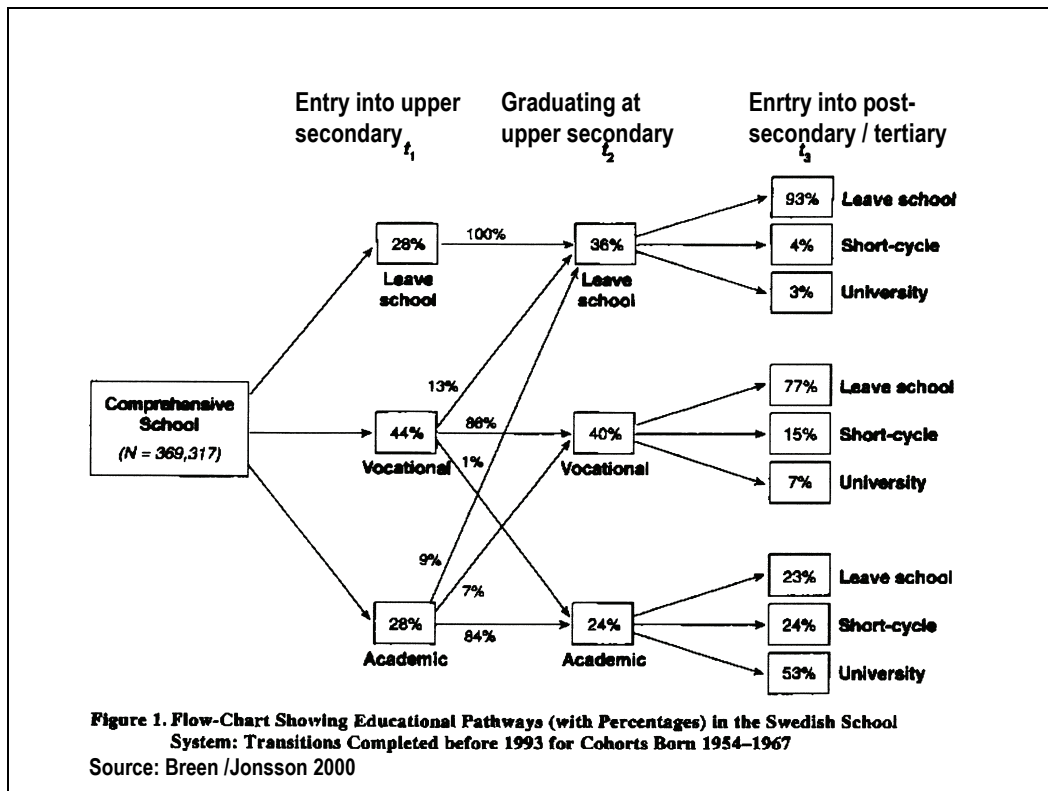 Entry into upper
secondary t1
Graduating at
upper secondary
t2
Enrtry into post-
secondary / tertiary
t3
93% Leave school
28% 100% 36% 4% Short-cycle
Leave
school
Leave
school
3% University
13%
77% Leave school
Comprehensive
School
(N = 369,317)
44% 86% 40% 15% Short-cycle
Vocational 1% Vocational
7% University
9%
7%
23% Leave school
28% 84% 24% 24% Short-cycle
Academic Academic
53% University
Figure 1. Flow-Chart Showing Educational Pathways (with Percentages) in the Swedish School
System: Transitions Completed before 1993 for Cohorts Born 1954–1967
Source: Breen /Jonsson 2000